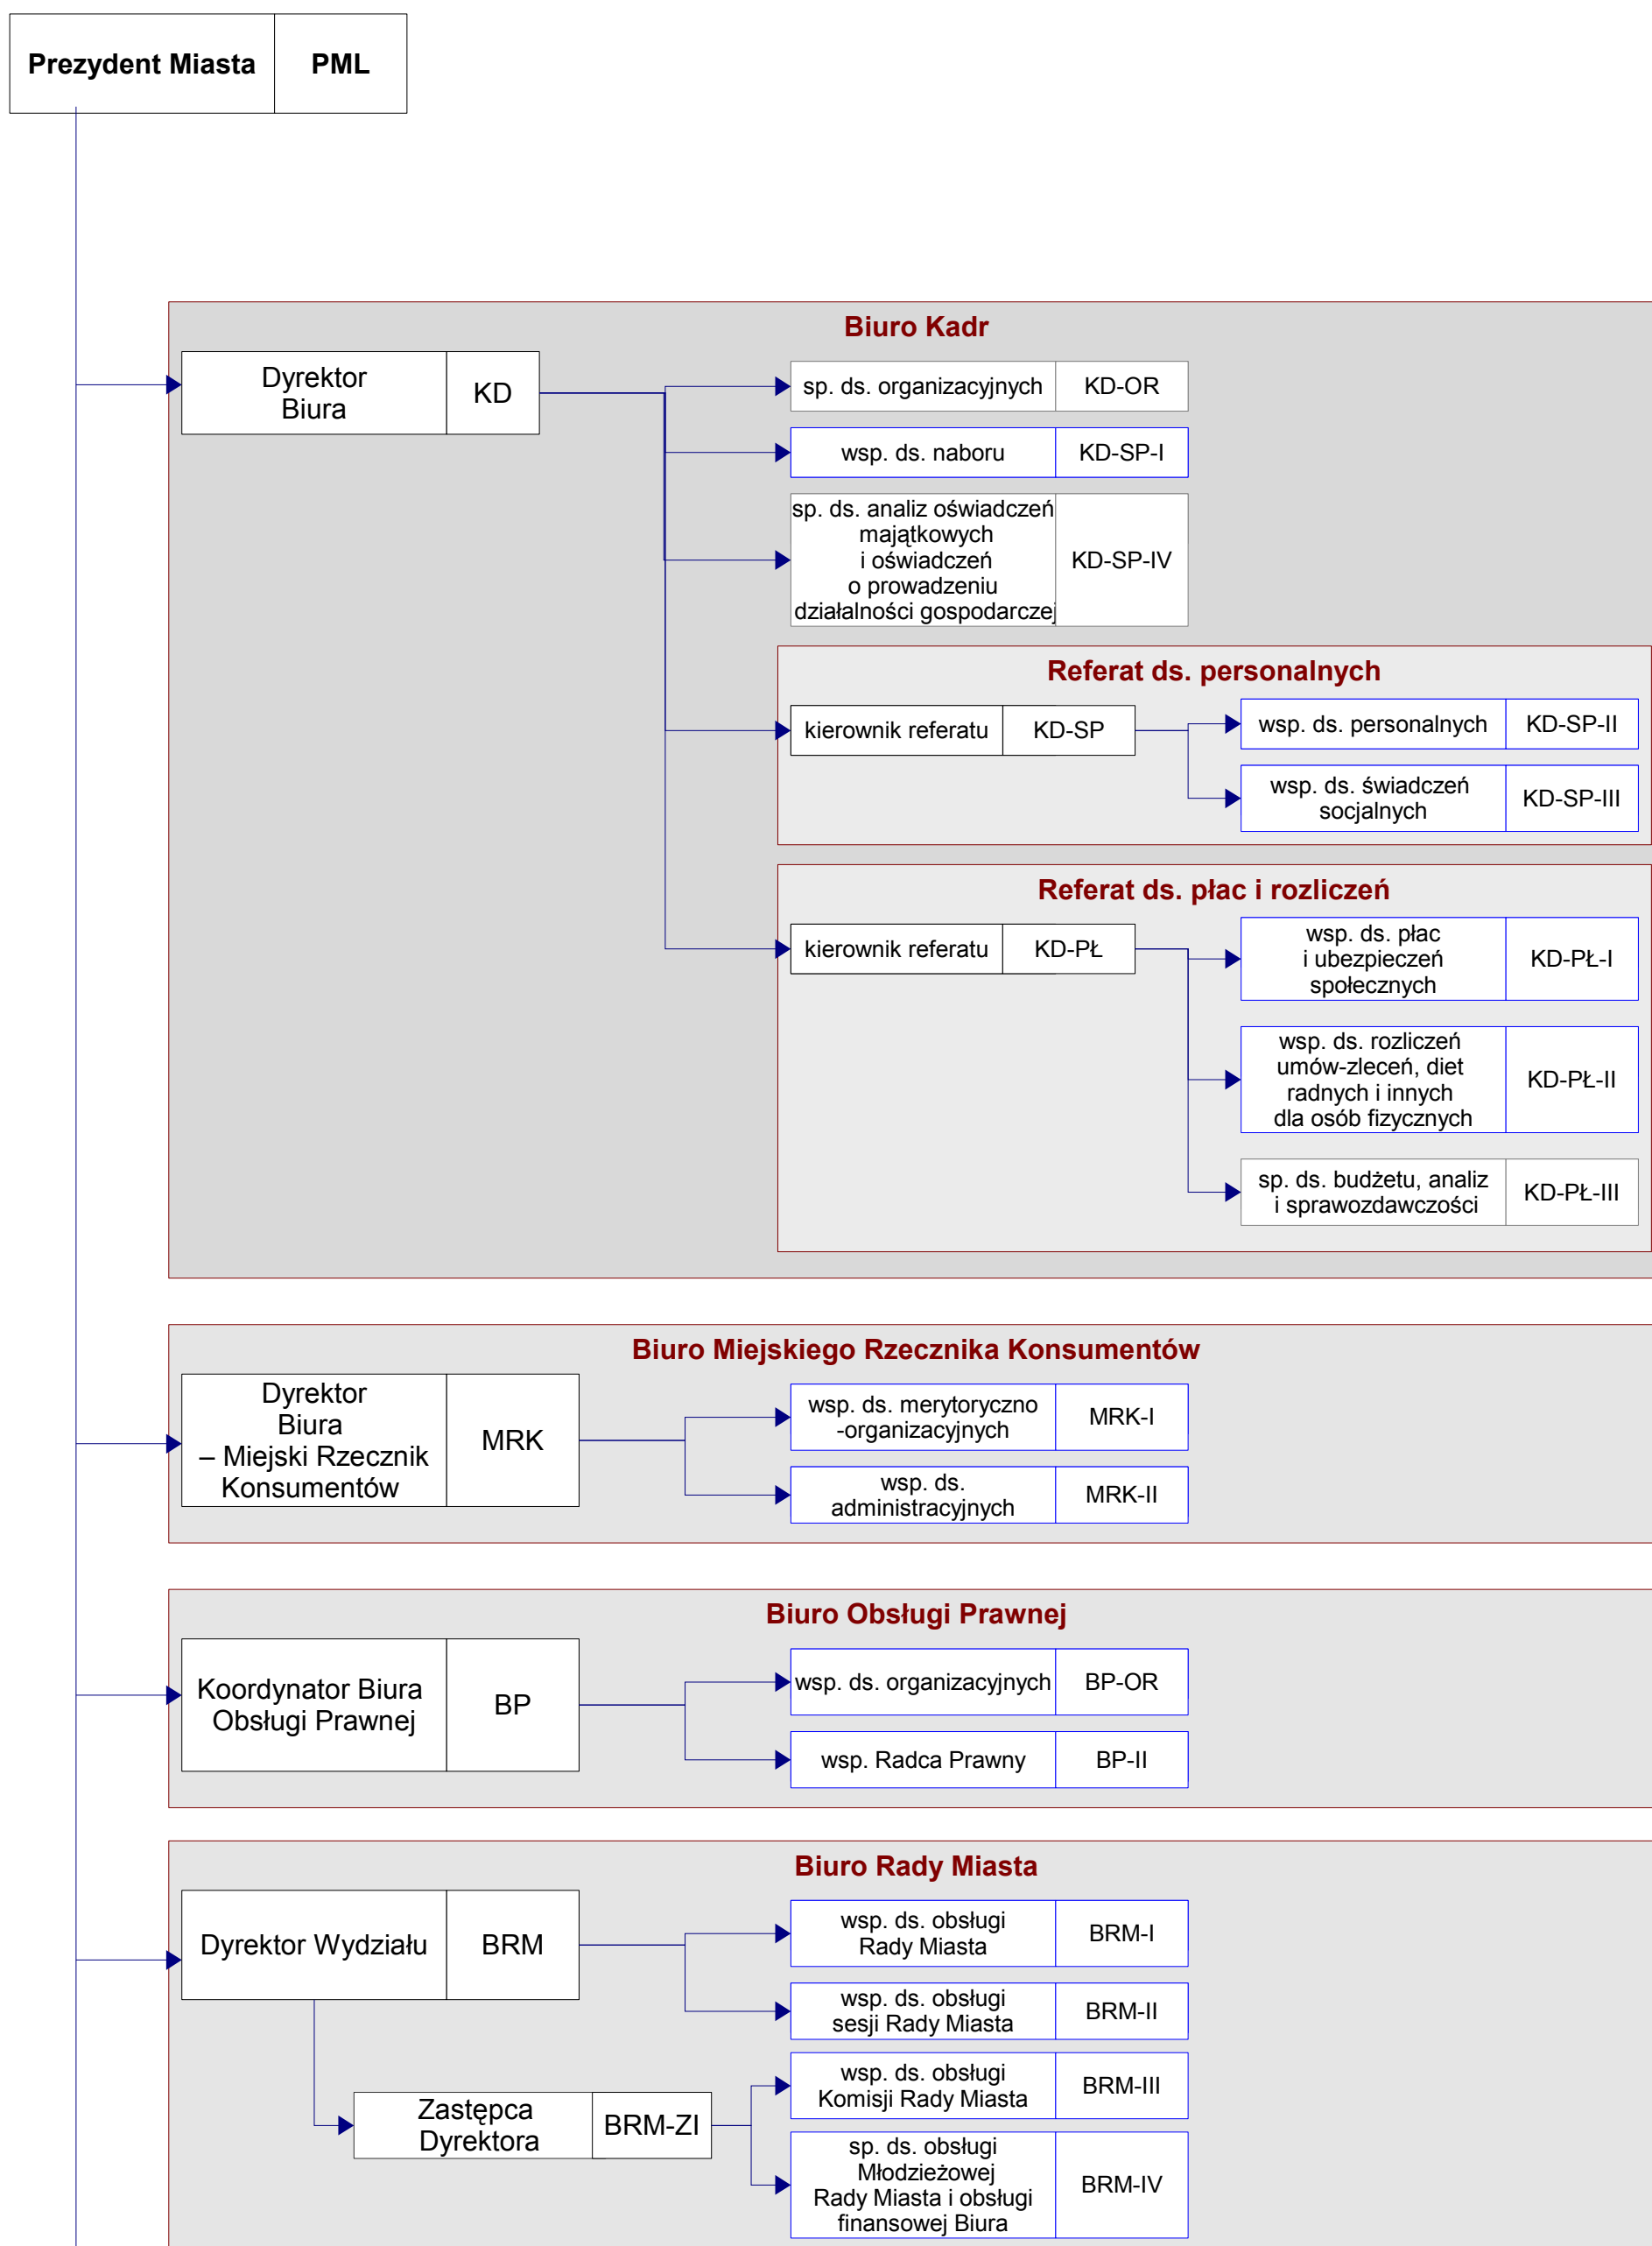 Prezydent Miasta
PML
Biuro Kadr
Dyrektor
Biura
KD
sp. ds. organizacyjnych
KD-OR
wsp. ds. naboru
KD-SP-I
sp. ds. analiz oświadczeń
majątkowych
i oświadczeń
o prowadzeniu
działalności gospodarczej
KD-SP-IV
Referat ds. personalnych
kierownik referatu
KD-SP
wsp. ds. personalnych
KD-SP-II
wsp. ds. świadczeń
socjalnych
KD-SP-III
Referat ds. płac i rozliczeń
kierownik referatu
KD-PŁ
wsp. ds. płac
i ubezpieczeń
społecznych
KD-PŁ-I
wsp. ds. rozliczeń
umów-zleceń, diet
radnych i innych
dla osób fizycznych
KD-PŁ-II
sp. ds. budżetu, analiz
i sprawozdawczości
KD-PŁ-III
Biuro Miejskiego Rzecznika Konsumentów
Dyrektor
Biura
– Miejski Rzecznik
Konsumentów
MRK
wsp. ds. merytoryczno
-organizacyjnych
MRK-I
wsp. ds.
administracyjnych
MRK-II
Biuro Obsługi Prawnej
Koordynator Biura
Obsługi Prawnej
BP
wsp. ds. organizacyjnych
BP-OR
wsp. Radca Prawny
BP-II
Biuro Rady Miasta
Dyrektor Wydziału
BRM
wsp. ds. obsługi
Rady Miasta
BRM-I
wsp. ds. obsługi
sesji Rady Miasta
BRM-II
Zastępca
Dyrektora
BRM-ZI
wsp. ds. obsługi
Komisji Rady Miasta
BRM-III
sp. ds. obsługi
Młodzieżowej
Rady Miasta i obsługi
finansowej Biura
BRM-IV